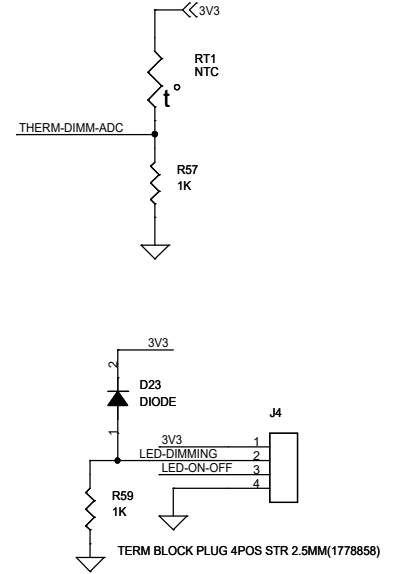 3V3
RT1
NTC
t°
THERM-DIMM-ADC
R57
1K
3V3
2
D23
DIODE
J4
1
3V3 1
LED-DIMMING 2
LED-ON-OFF 3
4
R59
1K
TERM BLOCK PLUG 4POS STR 2.5MM(1778858)